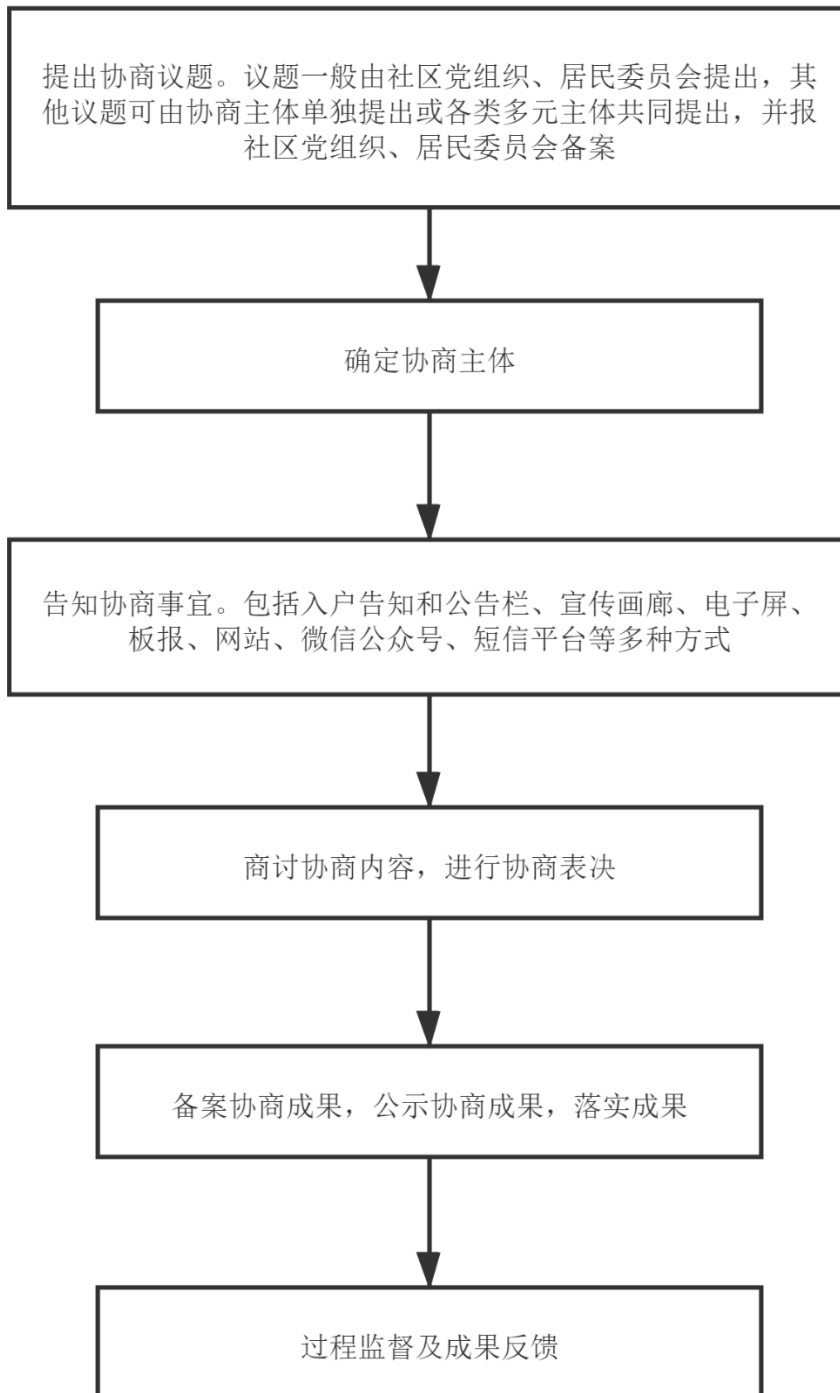 提出协商议题。议题一般由社区党组织、居民委员会提出，其
他议题可由协商主体单独提出或各类多元主体共同提出，并报
社区党组织、居民委员会备案
确定协商主体
告知协商事宜。包括入户告知和公告栏、宣传画廊、电子屏、
板报、网站、微信公众号、短信平台等多种方式
商讨协商内容，进行协商表决
备案协商成果，公示协商成果，落实成果
过程监督及成果反馈